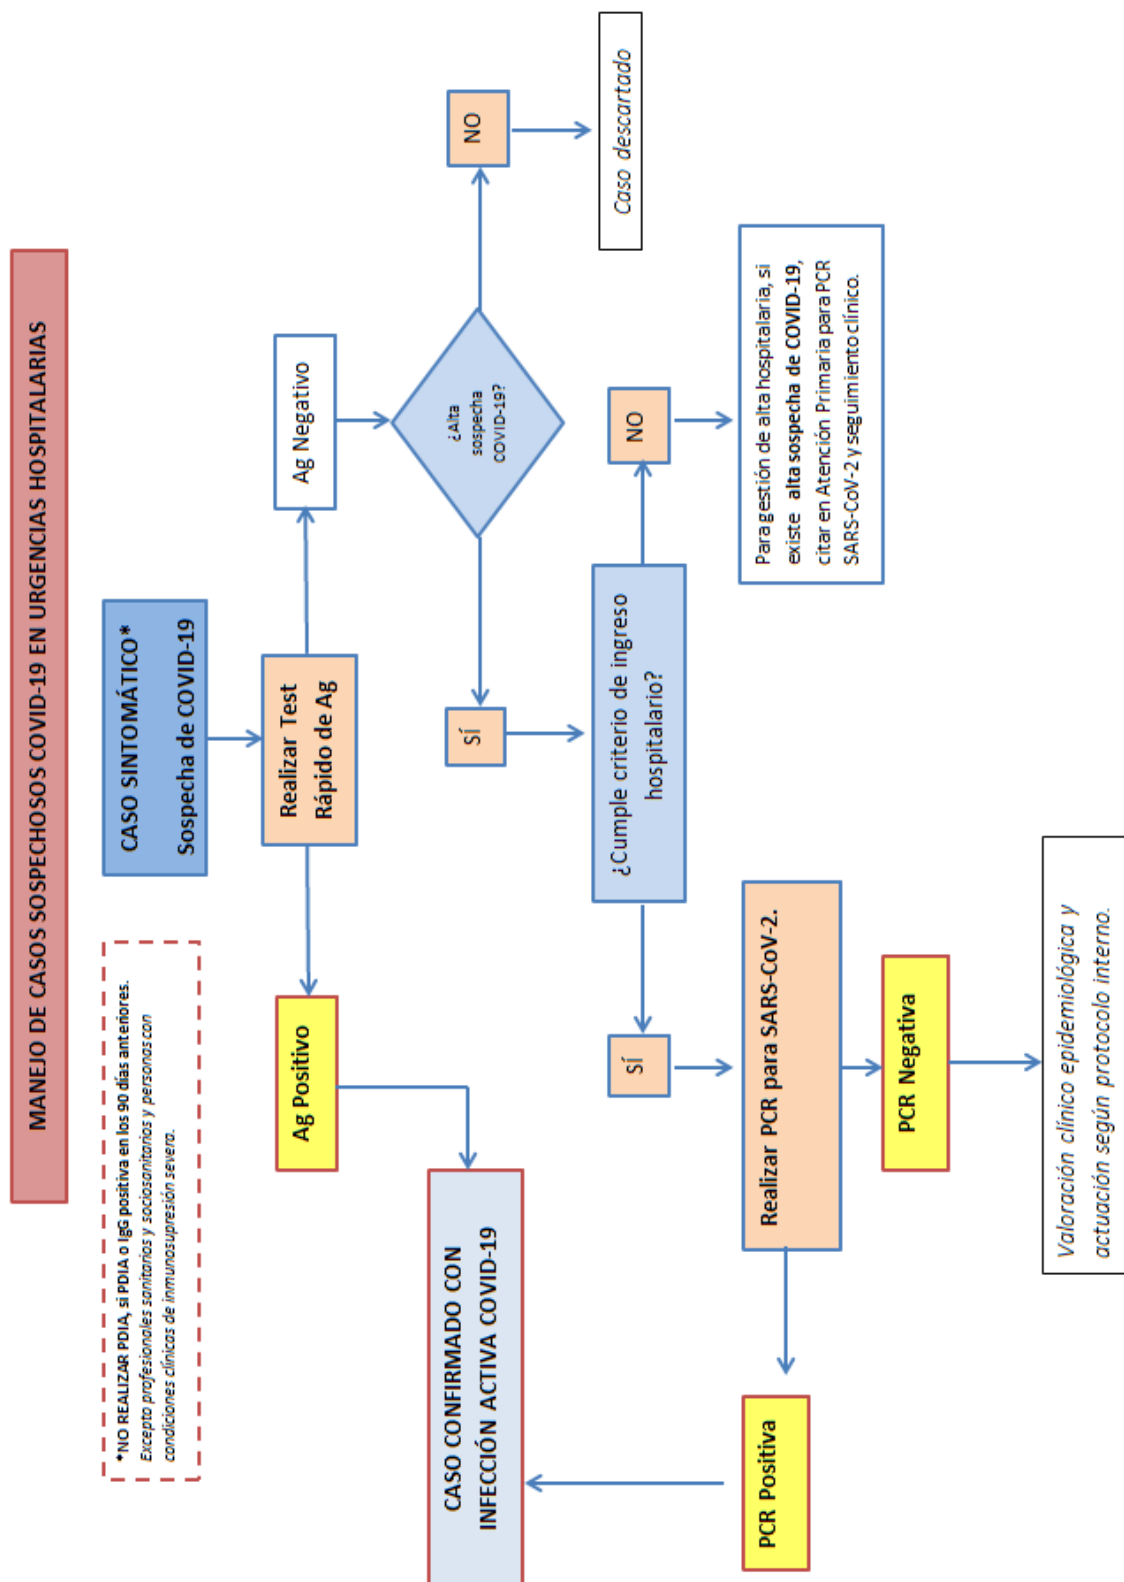 MANEJO DE CASOS SOSPECHOSOS COVID-19 EN URGENCIAS HOSPITALARIAS
*NO REALIZAR PDIA, si PDIA o IgG positiva en los 90 días anteriores.
Excepto profesionales sanitarios y sociosanitarios y personas con
condiciones clínicas de inmunosupresión severa.
CASO SINTOMÁTICO*
Sospecha de COVID-19
Realizar Test
Rápido de Ag
Ag Positivo
Ag Negativo
¿Alta
sospecha
COVID-19?
SÍ
NO
CASO CONFIRMADO CON
INFECCIÓN ACTIVA COVID-19
¿Cumple criterio de ingreso
hospitalario?
Caso descartado
SÍ
NO
Realizar PCR para SARS-CoV-2.
Para gestión de alta hospitalaria, si
existe alta sospecha de COVID-19,
citar en Atención Primaria para PCR
SARS-CoV-2 y seguimiento clínico.
PCR Positiva
PCR Negativa
Valoración clínico epidemiológica y
actuación según protocolo interno.